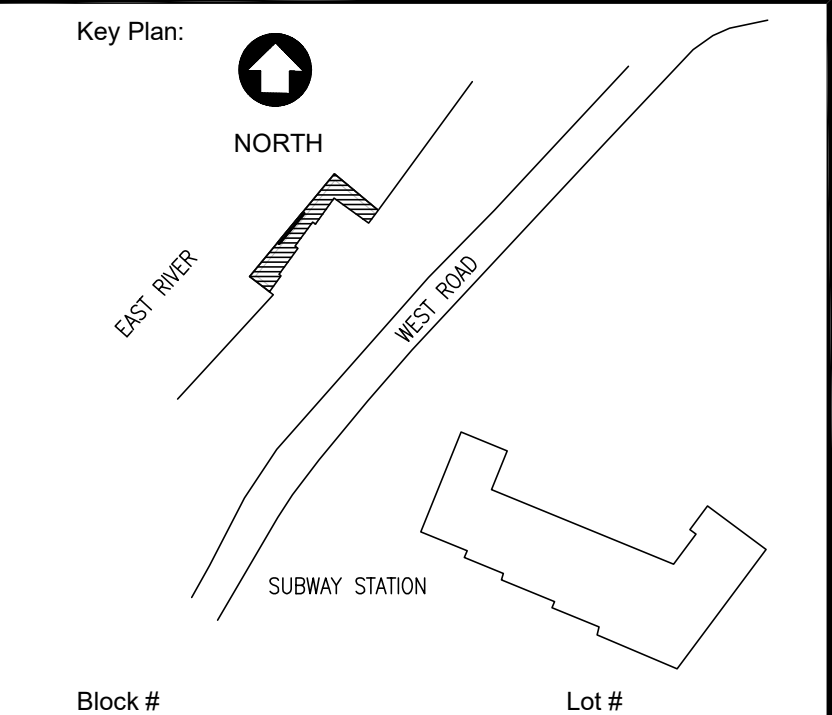 Key Plan:
NORTH
EAST RIVER
WEST ROAD
SUBWAY STATION
Block #
Lot #